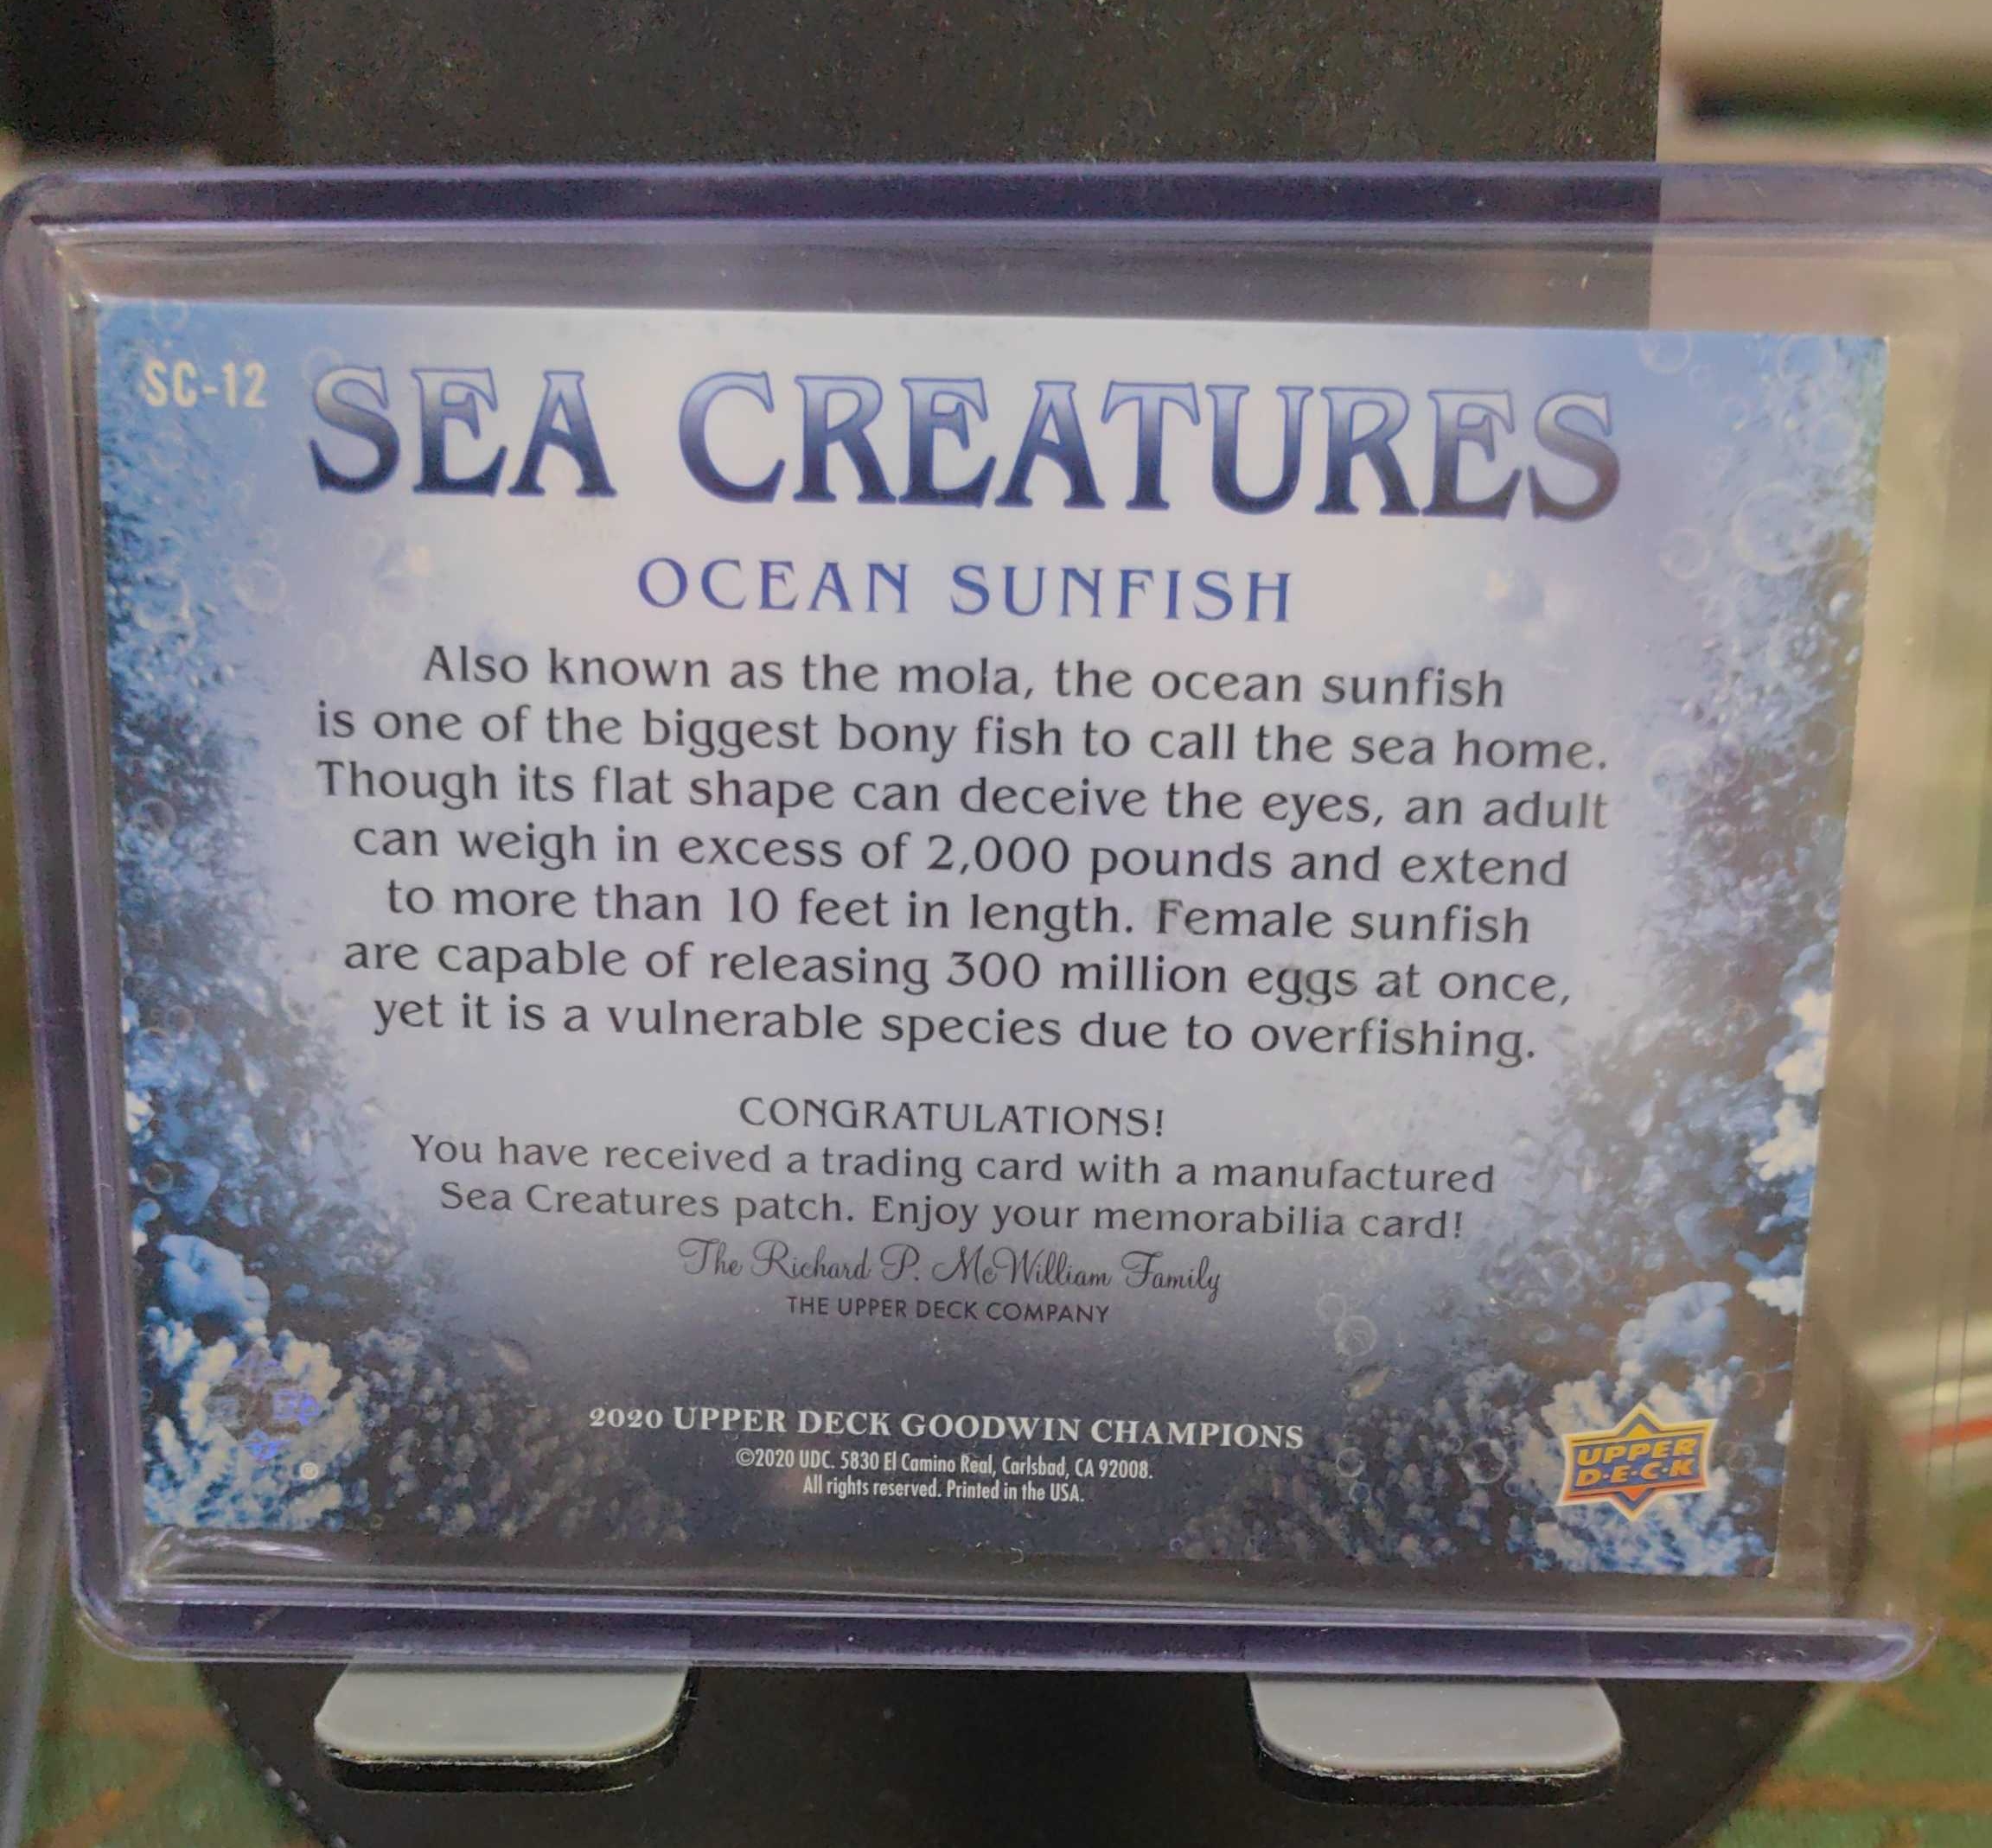 SC-12
SEA CREATURES
OCEAN SUNFISH
Also known as the mola, the ocean sunfish
is one of the biggest bony fish to call the sea home.
Though its flat shape can deceive the eyes, an adult
can weigh in excess of 2,000 pounds and extend
to more than 10 feet in length. Female sunfish
are capable of releasing 300 million eggs at once,
yet it is a vulnerable species due to overfishing.
CONGRATULATIONS!
You have received a trading card with a manufactured
Sea Creatures patch. Enjoy your memorabilia card!
The Richard P. McWilliam Family
THE UPPER DECK COMPANY
2020 UPPER DECK GOODWIN CHAMPIONS
©2020 UDC. 5830 El Camino Real, Carlsbad, CA 92008.
All rights reserved. Printed in the USA.
®
UPPER
D·E·C·K